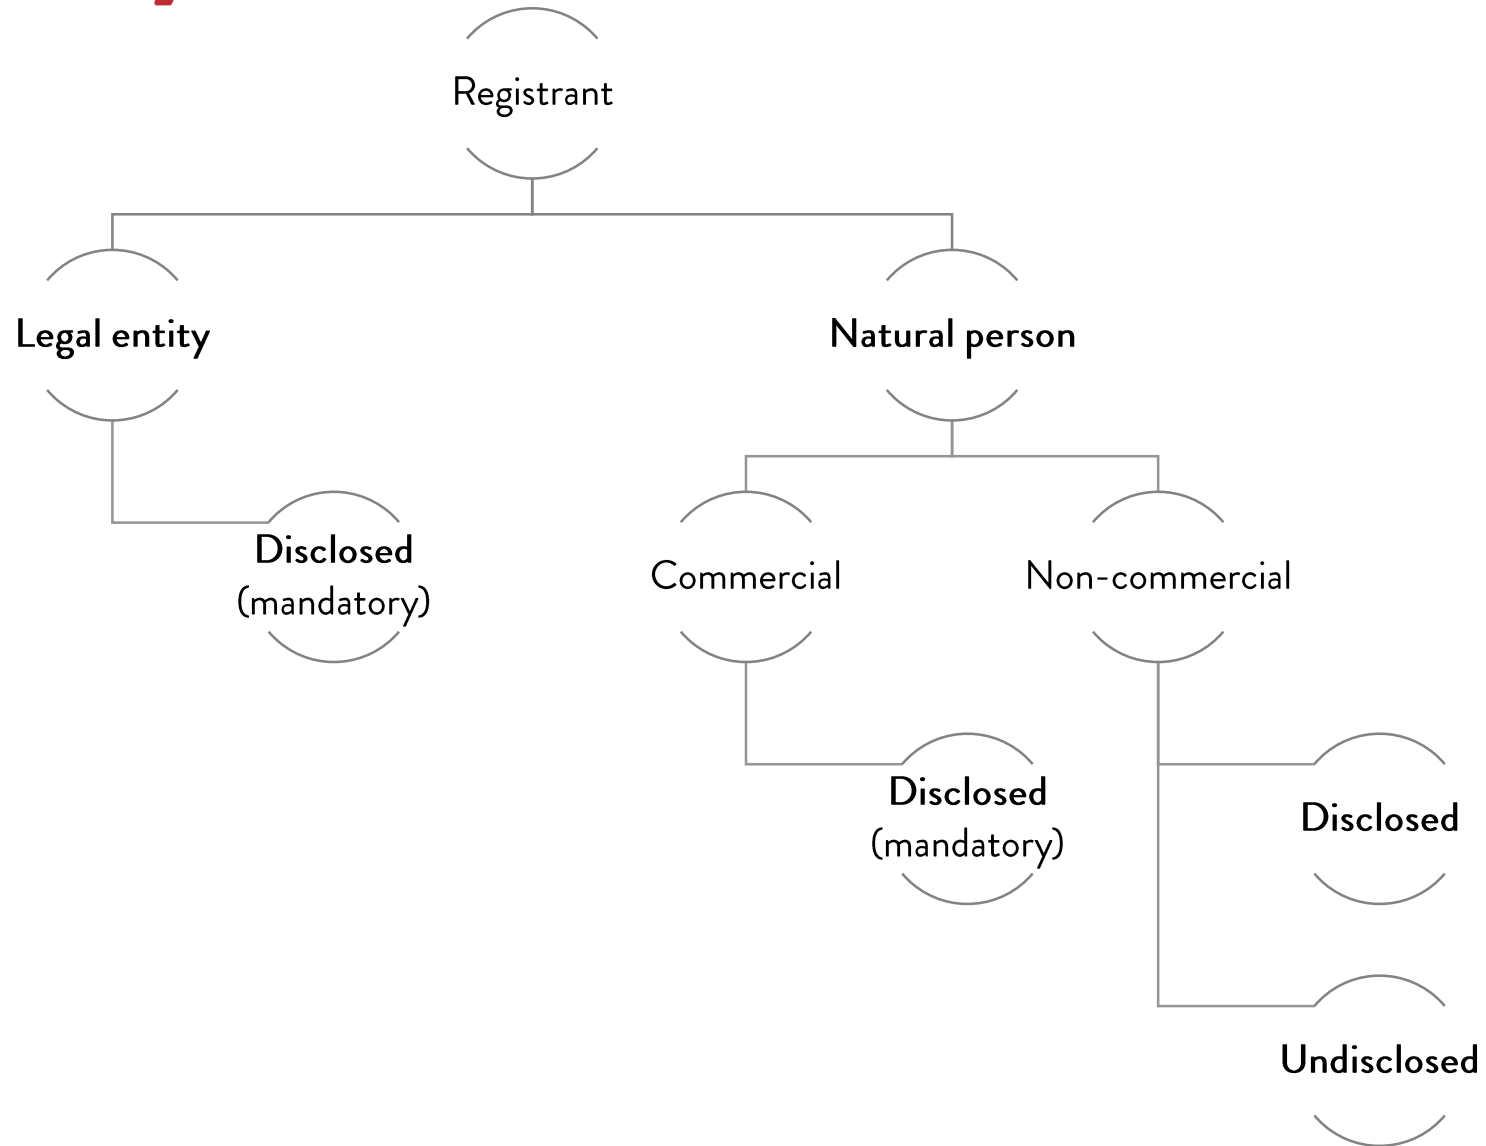 Registrant
Legal entity
Natural person
Disclosed
(mandatory)
Commercial
Non-commercial
Disclosed
(mandatory)
Disclosed
Undisclosed